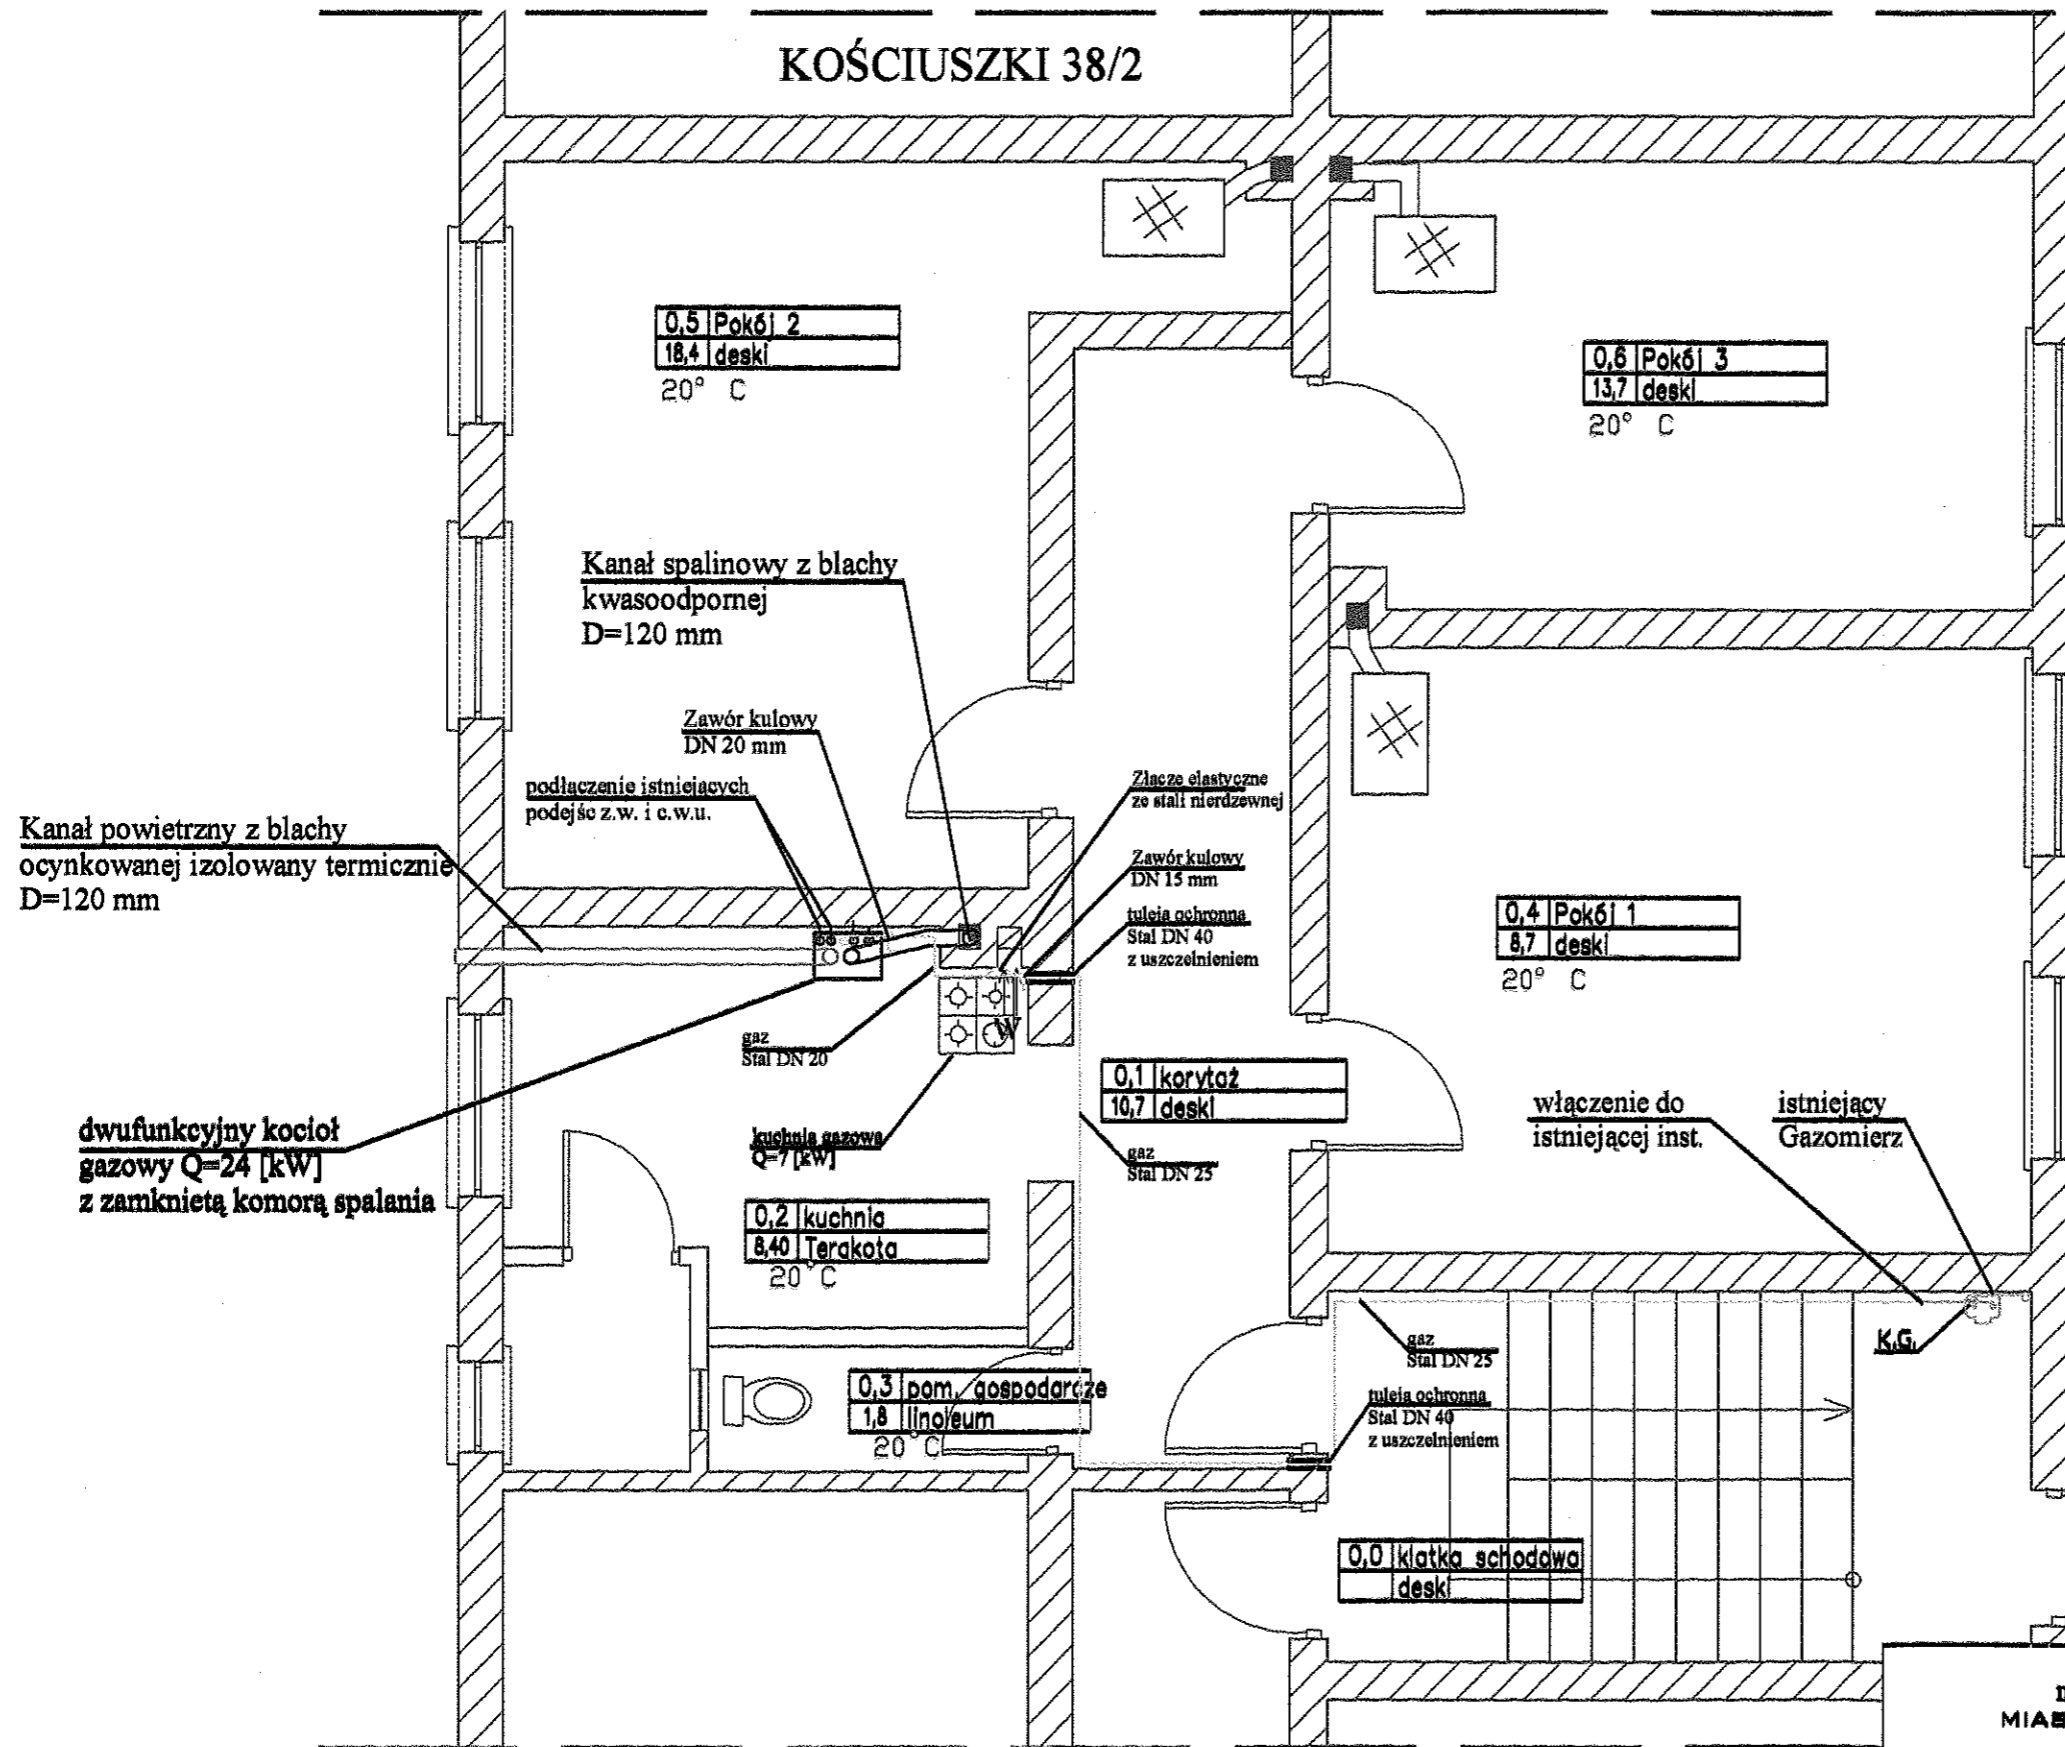 KOŚCIUSZKI 38/2
0,5 Pokój 2
18,4 deski
20° C
0,6 Pokój 3
13,7 deski
20° C
Kanał spalinowy z blachy
kwasoodpornej
D=120 mm
Zawór kulowy
DN 20 mm
podłączenie istniejących
podejśc z.w. i c.w.u.
Kanał powietrzny z blachy
ocynkowanej izolowany termicznie
D=120 mm
Złącze elastyczne
ze stali nierdzewnej
Zawór kulowy
DN 15 mm
tuleja ochronna
Stal DN 40
z uszczelnieniem
0,4 Pokój 1
8,7 deski
20° C
W
gaz
Stal DN 20
0,1 korytaż
10,7 deski
dwufunkcyjny kocioł
gazowy Q=24 [kW]
z zamkniętą komorą spalania
kuchnia gazowa
Q=7 [kW]
gaz
Stal DN 25
włączenie do
istniejącej inst.
istniejący
Gazomierz
0,2 kuchnia
8,40 Terakota
20° C
gaz
Stal DN 25
K.G.
0,3 pom. gospodarcze
1,8 linoleum
20° C
tuleja ochronna
Stal DN 40
z uszczelnieniem
0,0 klatka schodowa
deski